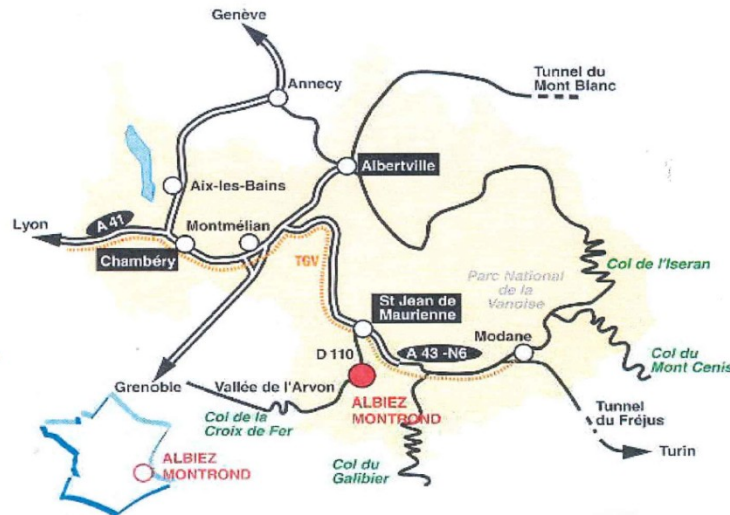 Genève
Annecy
Tunnel du
Mont Blanc
Albertville
Aix-les-Bains
Lyon
A 41
Montmélian
Chambéry
TGV
Parc National
de la
Vanoise
Col de l'Iseran
St Jean de
Maurienne
Modane
D 110
A 43 -N6
Col du
Mont Cenis
Grenoble
Vallée de l'Arvon
ALBIEZ
MONTROND
Col de la
Croix de Fer
Tunnel
du Fréjus
Turin
Col du
Galibier
ALBIEZ
MONTROND